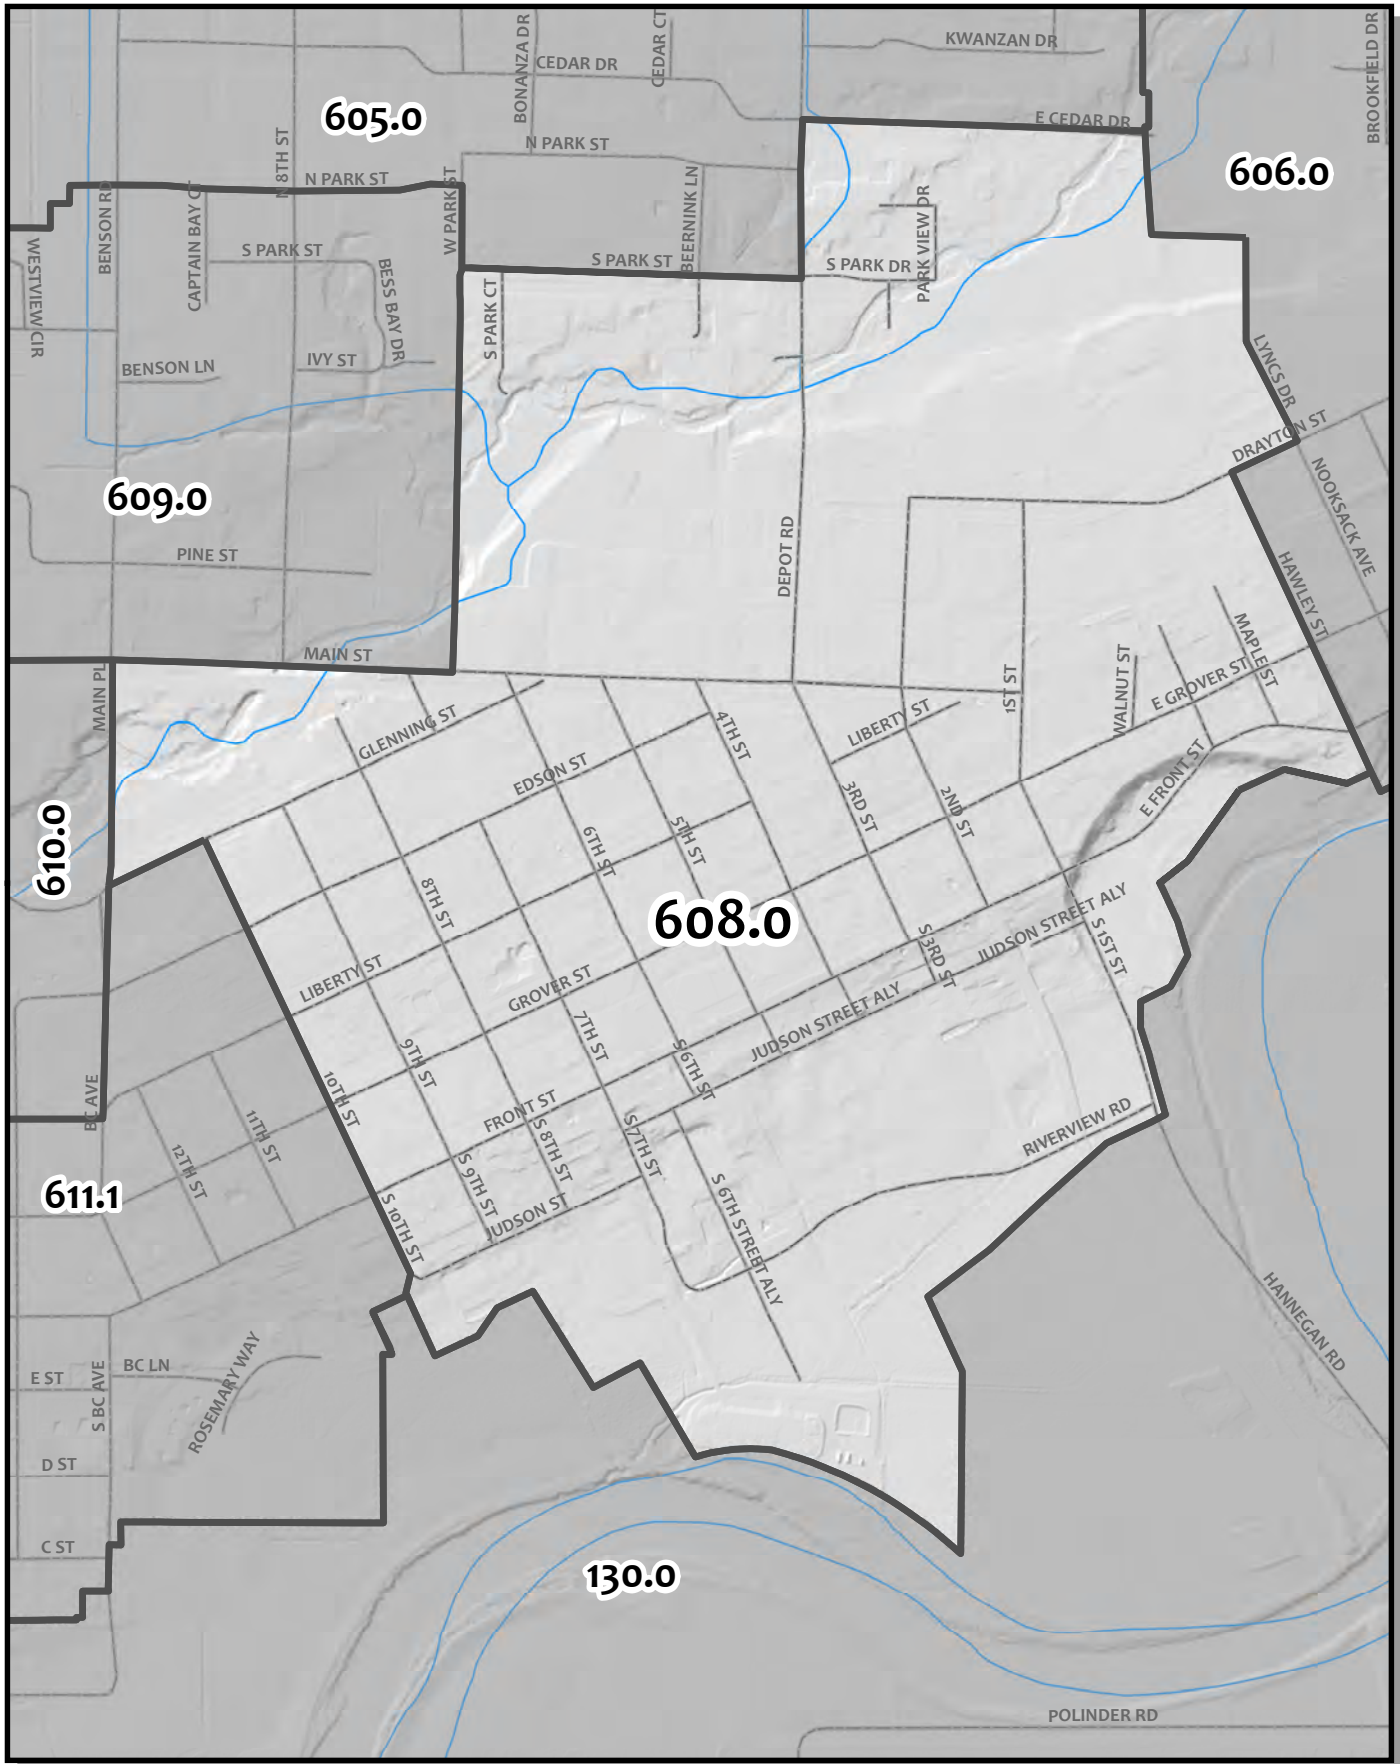 KWANZAN DR
BROOKFIELD DR
BONANZA DR
CEDAR CT
CEDAR DR
605.0
E CEDAR DR
N 8TH ST
N PARK ST
606.0
N PARK ST
BENSON RD
CAPTAIN BAY CT
W PARK ST
BEERNINK LN
PARK VIEW DR
WESTVIEW CIR
S PARK ST
BESS BAY DR
S PARK ST
S PARK DR
S PARK CT
IVY ST
BENSON LN
LYNCS DR
DRAYTON ST
609.0
NOOKSACK AVE
PINE ST
DEPOT RD
HAWLEY ST
MAIN ST
MAIN PL
1ST ST
WALNUT ST
MAPLE ST
E GROVER ST
GLENNING ST
4TH ST
LIBERTY ST
EDSON ST
E FRONT ST
3RD ST
2ND ST
610.0
6TH ST
5TH ST
8TH ST
608.0
JUDSON STREET ALY
S 1ST ST
S 3RD ST
LIBERTY ST
GROVER ST
JUDSON STREET ALY
7TH ST
9TH ST
S 6TH ST
10TH ST
BC AVE
FRONT ST
11TH ST
12TH ST
S 7TH ST
S 8TH ST
RIVERVIEW RD
611.1
S 9TH ST
S 10TH ST
JUDSON ST
S 6TH STREET ALY
HANNEGAN RD
BC LN
E ST
S BC AVE
ROSEMARY WAY
D ST
C ST
130.0
POLINDER RD